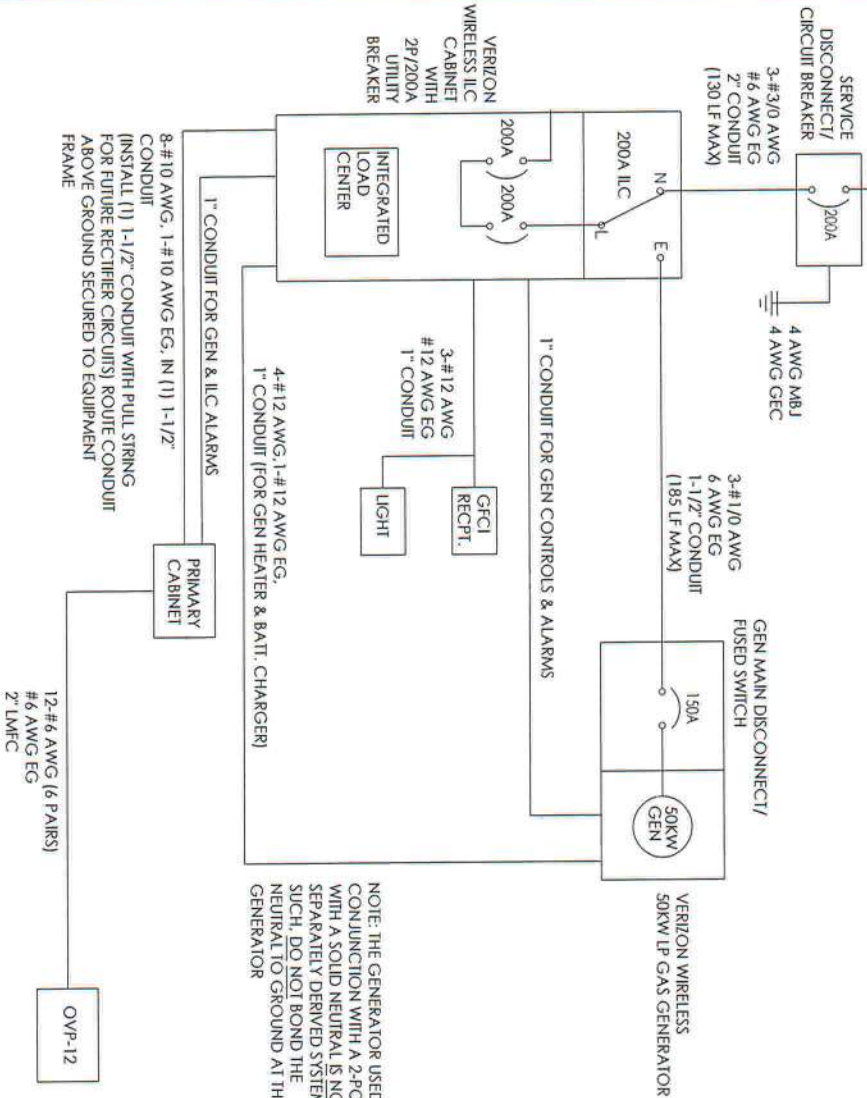 SERVICE
DISCONNECT/
CIRCUIT BREAKER
200A
4 AWG MBJ
4 AWG GEC
3-#3/0 AWG
#6 AWG EG
2" CONDUIT
(130 LF MAX)
VERIZON
WIRELESS ILC
CABINET
WITH
2P/200A
UTILITY
BREAKER
200A ILC
N
E
L
200A
200A
INTEGRATED
LOAD
CENTER
3-#1/0 AWG
6 AWG EG
1-1/2" CONDUIT
(185 LF MAX)
GEN MAIN DISCONNECT/
FUSED SWITCH
150A
50KW
GEN
VERIZON WIRELESS
50KW LP GAS GENERATOR
1" CONDUIT FOR GEN CONTROLS & ALARMS
3-#12 AWG
#12 AWG EG
1" CONDUIT
GFCI
RECPT.
LIGHT
4-#12 AWG,1-#12 AWG EG,
1" CONDUIT (FOR GEN HEATER & BATT. CHARGER)
NOTE: THE GENERATOR USED
CONJUNCTION WITH A 2-PO
WITH A SOLID NEUTRAL IS NO
SEPARATELY DERIVED SYSTEM
SUCH, DO NOT BOND THE
NEUTRAL TO GROUND AT TH
GENERATOR
1" CONDUIT FOR GEN & ILC ALARMS
8-#10 AWG, 1-#10 AWG EG, IN (1) 1-1/2"
CONDUIT
(INSTALL (1) 1-1/2" CONDUIT WITH PULL STRING
FOR FUTURE RECTIFIER CIRCUITS) ROUTE CONDUIT
ABOVE GROUND SECURED TO EQUIPMENT
FRAME
PRIMARY
CABINET
12-#6 AWG (6 PAIRS)
#6 AWG EG
2" LMFC
OVP-12